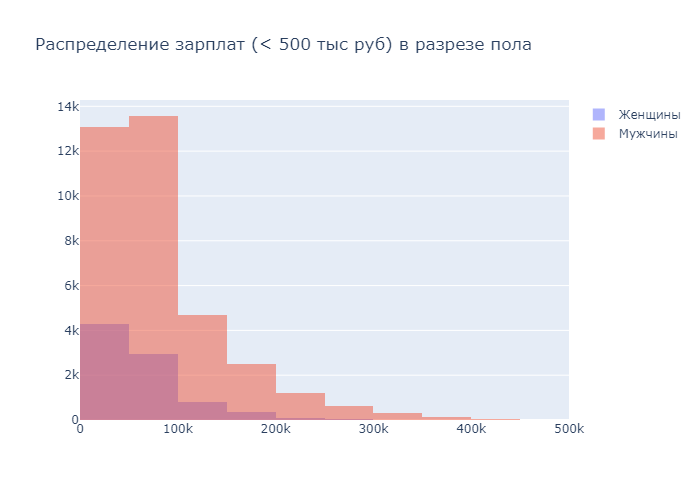 Распределение зарплат (< 500 тыс руб) в разрезе пола
14k
12k
10k
8k
6k
4k
2k
0
0 100k 200k 300k 400k 500k
Женщины
Мужчины